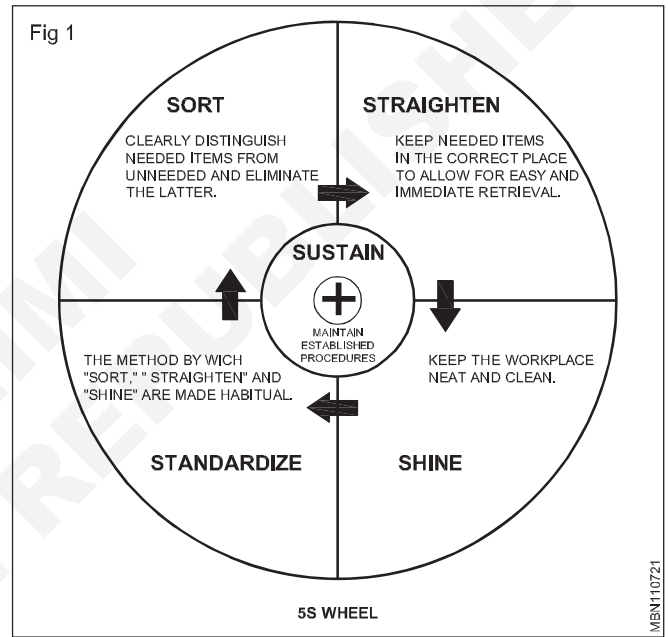 Fig 1
SORT
CLEARLY DISTINGUISH
NEEDED ITEMS FROM
UNNEEDED AND ELIMINATE
THE LATTER.
STRAIGHTEN
KEEP NEEDED ITEMS
IN THE CORRECT PLACE
TO ALLOW FOR EASY AND
IMMEDIATE RETRIEVAL.
SUSTAIN
MAINTAIN
ESTABLISHED
PROCEDURES
THE METHOD BY WICH
"SORT," " STRAIGHTEN" AND
"SHINE" ARE MADE HABITUAL.
STANDARDIZE
KEEP THE WORKPLACE
NEAT AND CLEAN.
SHINE
5S WHEEL
MBN110721